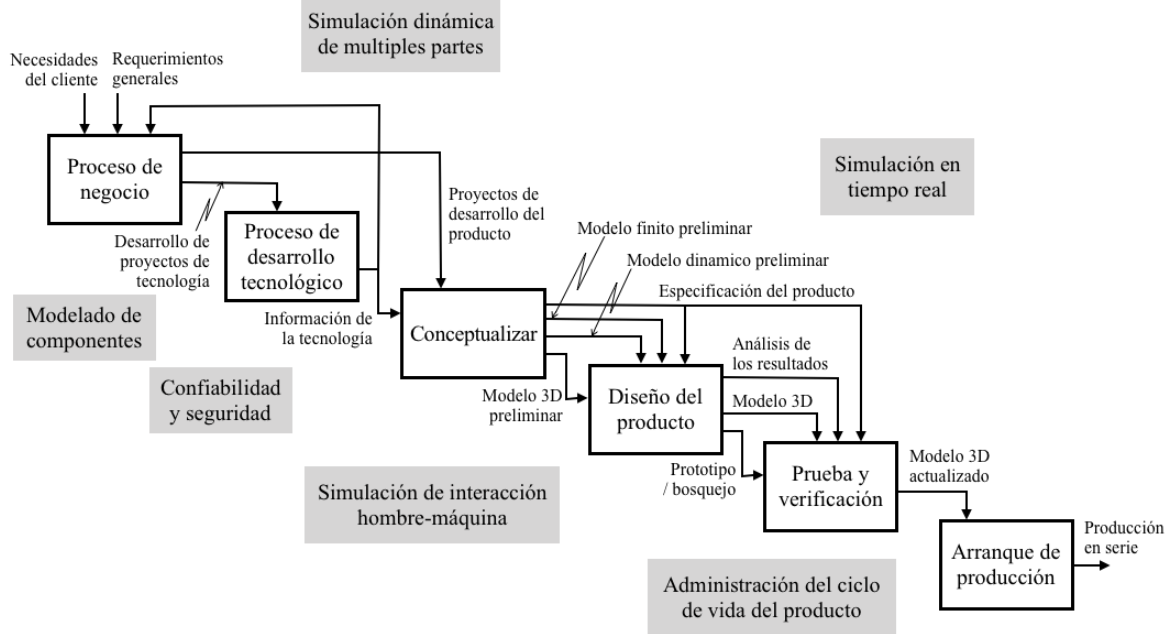 Simulación dinámica
de multiples partes
Necesidades
del cliente
Requerimientos
generales
Proceso de
negocio
Simulación en
tiempo real
Proyectos de
desarrollo del
producto
Desarrollo de
proyectos de
tecnología
Proceso de
desarrollo
tecnológico
Modelo finito preliminar
Modelo dinamico preliminar
Especificación del producto
Modelado de
componentes
Información de
la tecnología
Conceptualizar
Análisis de
los resultados
Confiabilidad
y seguridad
Modelo 3D
preliminar
Diseño del
producto
Modelo 3D
Prototipo
/ bosquejo
Prueba y
verificación
Modelo 3D
actualizado
Simulación de interacción
hombre-máquina
Arranque de
producción
Producción
en serie
Administración del ciclo
de vida del producto